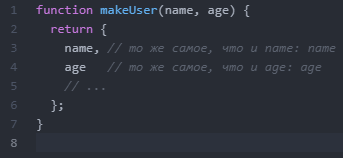 1 function makeUser(name, age) {
2   return {
3     name, // то же самое, что и name: name
4     age   // то же самое, что и age: age
5     // ...
6   };
7 }
8